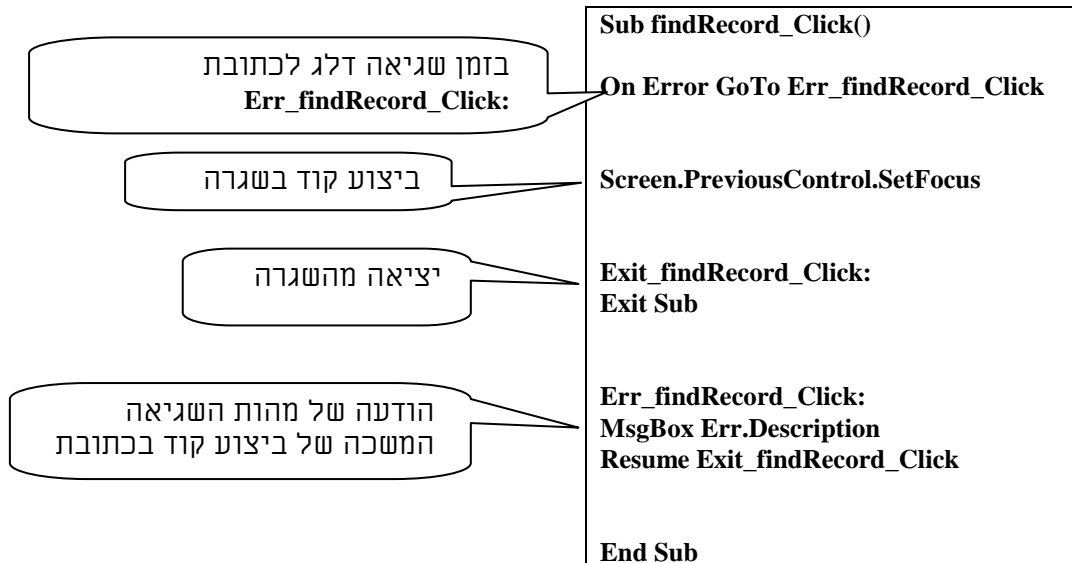 Sub findRecord_Click()
בזמן שגיאה דלג לכתובת
Err_findRecord_Click:
On Error GoTo Err_findRecord_Click
ביצוע קוד בשגרה
Screen.PreviousControl.SetFocus
יציאה מהשגרה
Exit_findRecord_Click:
Exit Sub
הודעה של מהות השגיאה
המשכה של ביצוע קוד בכתובת
Err_findRecord_Click:
MsgBox Err.Description
Resume Exit_findRecord_Click
End Sub